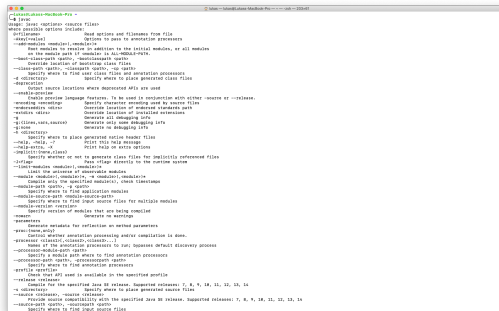 lukas — lukas@Lukass-MacBook-Pro — ~ — -zsh — 203×61
~lukas@Lukass-MacBook-Pro ~
$ javac
Usage: javac <options> <source files>
where possible options include:
@<filename> Read options and filenames from file
-Akey[=value] Options to pass to annotation processors
--add-modules <module>(,<module>)*
Root modules to resolve in addition to the initial modules, or all modules
on the module path if <module> is ALL-MODULE-PATH.
--boot-class-path <path>, -bootclasspath <path>
Override location of bootstrap class files
--class-path <path>, -classpath <path>, -cp <path>
Specify where to find user class files and annotation processors
-d <directory> Specify where to place generated class files
-deprecation
Output source locations where deprecated APIs are used
--enable-preview
Enable preview language features. To be used in conjunction with either -source or --release.
-encoding <encoding> Specify character encoding used by source files
-endorseddirs <dirs> Override location of endorsed standards path
-extdirs <dirs> Override location of installed extensions
-g Generate all debugging info
-g:{lines,vars,source} Generate only some debugging info
-g:none Generate no debugging info
-h <directory>
Specify where to place generated native header files
--help, -help, -? Print this help message
--help-extra, -X Print help on extra options
-implicit:{none,class}
Specify whether or not to generate class files for implicitly referenced files
-J<flag> Pass <flag> directly to the runtime system
--limit-modules <module>(,<module>)*
Limit the universe of observable modules
--module <module>(,<module>)*, -m <module>(,<module>)*
Compile only the specified module(s), check timestamps
--module-path <path>, -p <path>
Specify where to find application modules
--module-source-path <module-source-path>
Specify where to find input source files for multiple modules
--module-version <version>
Specify version of modules that are being compiled
-nowarn Generate no warnings
-parameters
Generate metadata for reflection on method parameters
-proc:{none,only}
Control whether annotation processing and/or compilation is done.
-processor <class1>[,<class2>,<class3>...]
Names of the annotation processors to run; bypasses default discovery process
--processor-module-path <path>
Specify a module path where to find annotation processors
--processor-path <path>, -processorpath <path>
Specify where to find annotation processors
-profile <profile>
Check that API used is available in the specified profile
--release <release>
Compile for the specified Java SE release. Supported releases: 7, 8, 9, 10, 11, 12, 13, 14
-s <directory> Specify where to place generated source files
--source <release>, -source <release>
Provide source compatibility with the specified Java SE release. Supported releases: 7, 8, 9, 10, 11, 12, 13, 14
--source-path <path>, -sourcepath <path>
Specify where to find input source files